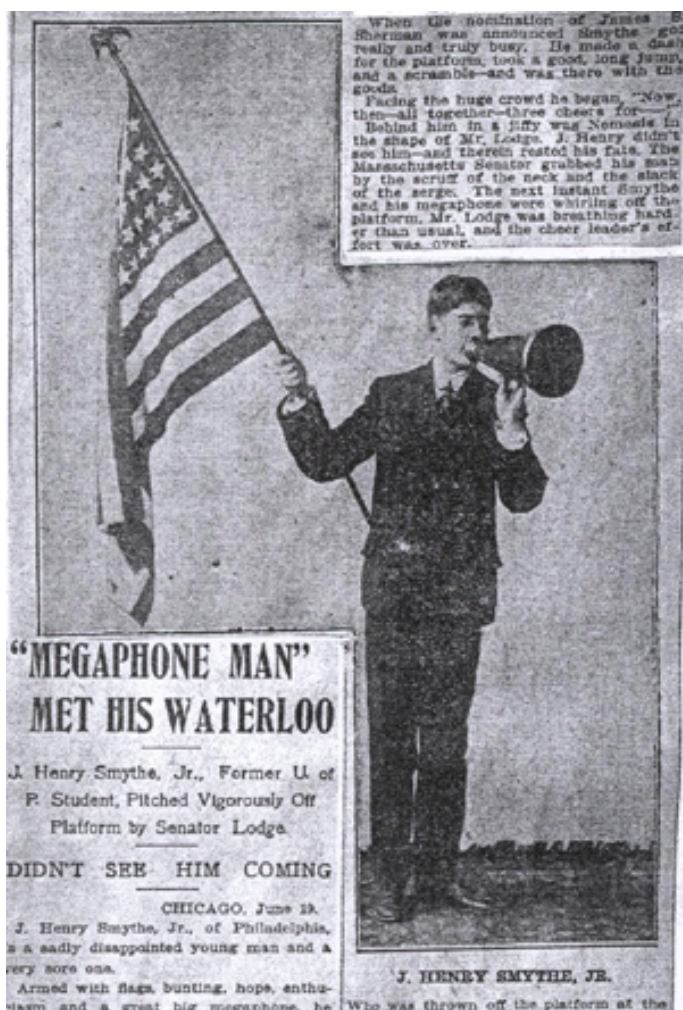 When the nomination of James S.
Sherman was announced Smythe got
really and truly busy. He made a dash
for the platform, took a good, long jump,
and a scramble—and was there with the
goods.
Facing the huge crowd he began, "Now,
then—all together—three cheers for—
Behind him in a jiffy was Nemesis in
the shape of Mr. Lodge. J. Henry didn't
see him—and therein rested his fate. The
Massachusetts Senator grabbed his man
by the scruff of the neck and the slack
of the serge. The next instant Smythe
and his megaphone were whirling off the
platform, Mr. Lodge was breathing hard
er than usual, and the cheer leader's ef-
fort was over.
"MEGAPHONE MAN"
MET HIS WATERLOO
J. Henry Smythe, Jr., Former U. of
P. Student, Pitched Vigorously Off
Platform by Senator Lodge.
DIDN'T SEE HIM COMING
CHICAGO, June 19.
J. Henry Smythe, Jr., of Philadelphia,
is a sadly disappointed young man and a
very sore one.
Armed with flags, bunting, hope, enthu-
siasm and a great big megaphone, he
J. HENRY SMYTHE, JR.
Who was thrown off the platform at the